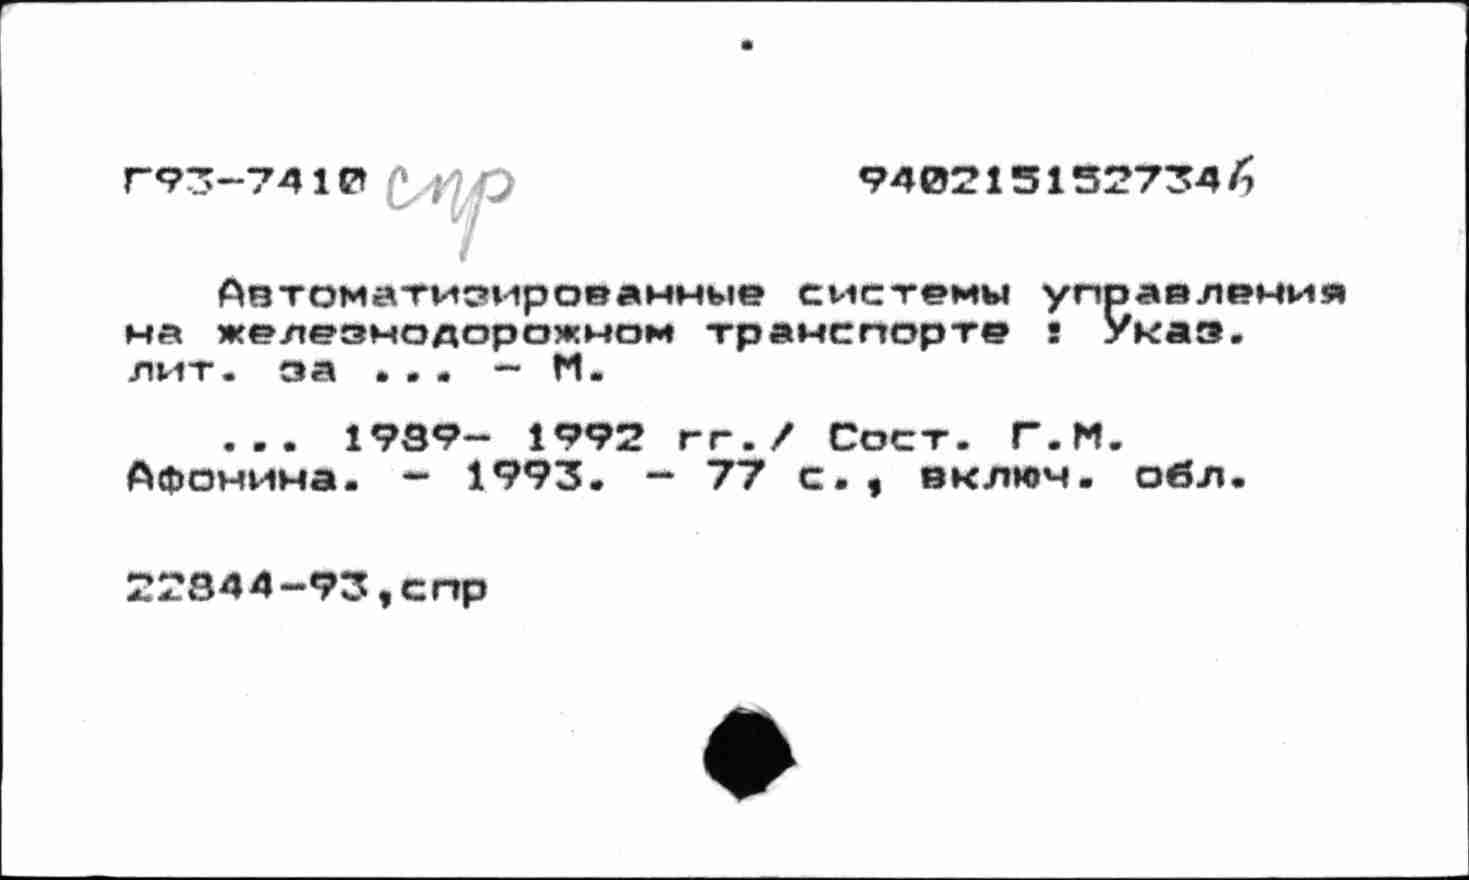 Г93-7410 спр 940215152734б
Автоматизированные системы управления
на железнодорожном транспорте : Указ.
лит. за ... - М.
... 1989- 1992 гг./ Сост. Г.М.
Афонина. - 1993. - 77 с., включ. обл.
22844-93,спр